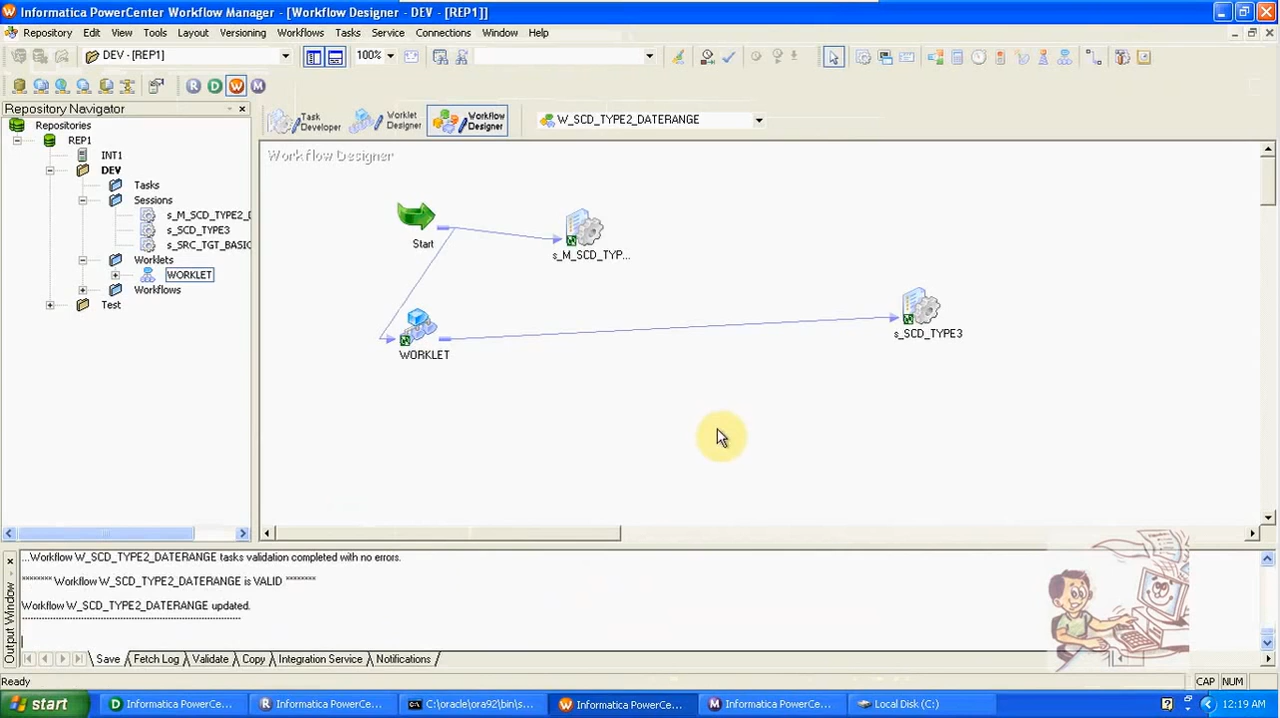 Informatica PowerCenter Workflow Manager - [Workflow Designer - DEV - [REP1]]
Repository Edit View Tools Layout Versioning Workflows Tasks Service Connections Window Help
DEV - [REP1] 100%
R D W M
Repository Navigator
Task Developer
Worklet Designer
Workflow Designer
W_SCD_TYPE2_DATERANGE
Repositories
REP1
INT1
DEV
Tasks
Sessions
s_M_SCD_TYPE2_D
s_SCD_TYPE3
s_SRC_TGT_BASIC
Worklets
WORKLET
Workflows
Test
Workflow Designer
Start
s_M_SCD_TYP...
WORKLET
s_SCD_TYPE3
Output Window
...Workflow W_SCD_TYPE2_DATERANGE tasks validation completed with no errors.
******** Workflow W_SCD_TYPE2_DATERANGE is VALID ********
Workflow W_SCD_TYPE2_DATERANGE updated.
Save Fetch Log Validate Copy Integration Service Notifications
Ready CAP NUM
start Informatica PowerCe... Informatica PowerCe... C:\oracle\ora92\bin\s... Informatica PowerCe... Informatica PowerCe... Local Disk (C:) 12:19 AM